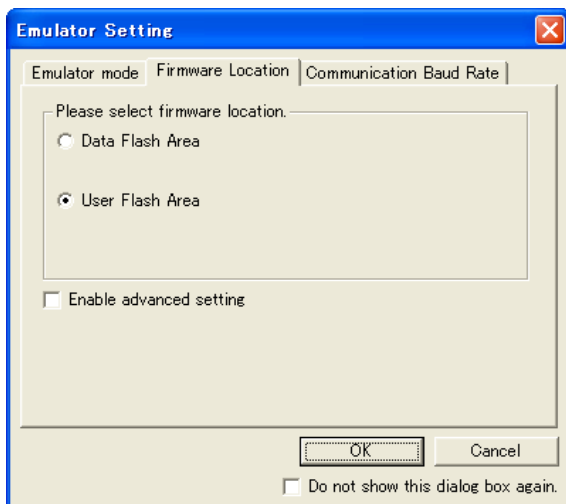 Emulator Setting
Emulator mode
Firmware Location
Communication Baud Rate
Please select firmware location.
Data Flash Area
User Flash Area
Enable advanced setting
OK
Cancel
Do not show this dialog box again.